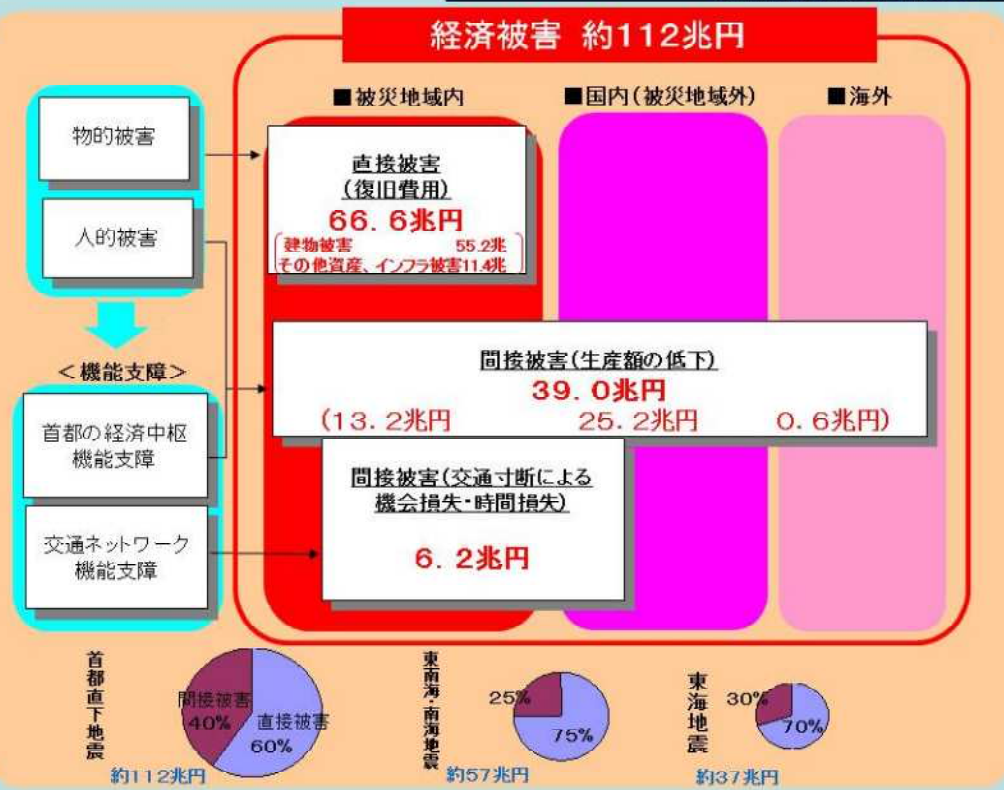 経済被害 約112兆円
■被災地域内
■国内(被災地域外)
■海外
物的被害
人的被害
直接被害
(復旧費用)
66.6兆円
建物被害 55.2兆
その他資産、インフラ被害11.4兆
<機能支障>
首都の経済中枢
機能支障
交通ネットワーク
機能支障
間接被害(生産額の低下)
39.0兆円
(13.2兆円 25.2兆円 0.6兆円)
間接被害(交通寸断による
機会損失・時間損失)
6.2兆円
首都直下地震
間接被害
40%
直接被害
60%
約112兆円
東南海・南海地震
25%
75%
約57兆円
東海地震
30%
70%
約37兆円